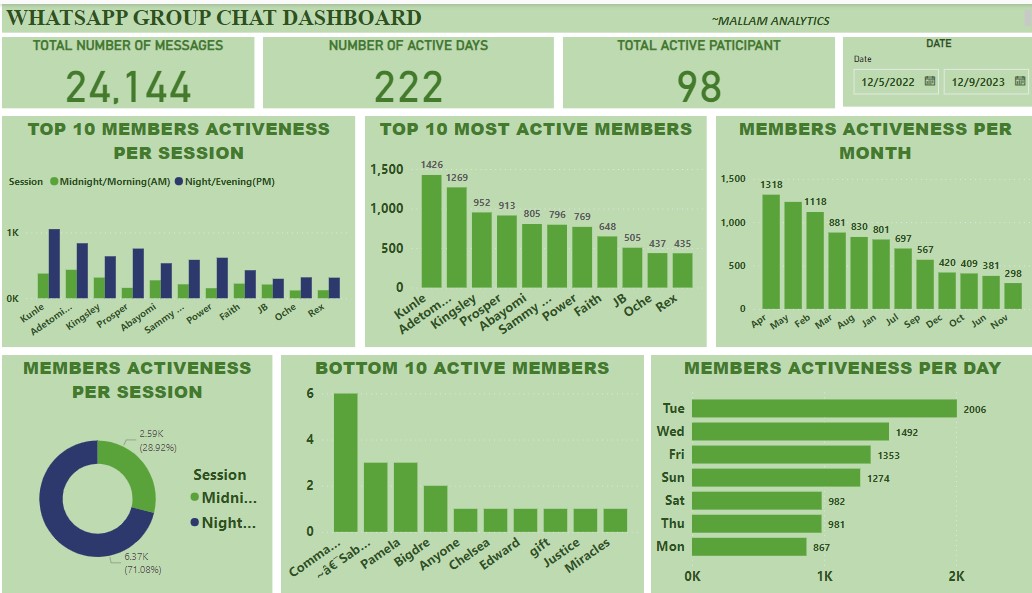 WHATSAPP GROUP CHAT DASHBOARD
~MALLAM ANALYTICS
TOTAL NUMBER OF MESSAGES
24,144
NUMBER OF ACTIVE DAYS
222
TOTAL ACTIVE PATICIPANT
98
DATE
Date
12/5/2022
12/9/2023
TOP 10 MEMBERS ACTIVENESS
PER SESSION
Session Midnight/Morning(AM) Night/Evening(PM)
1K
0K
Kunle
Adetomi...
Kingsley
Prosper
Abayomi
Sammy ...
Power
Faith
JB
Oche
Rex
TOP 10 MOST ACTIVE MEMBERS
1,500
1,000
500
0
1426
1269
952
913
805
796
769
648
505
437
435
Kunle
Adetom...
Kingsley
Prosper
Abayomi
Sammy ...
Power
Faith
JB
Oche
Rex
MEMBERS ACTIVENESS PER
MONTH
1,500
1,000
500
0
1318
1118
881
830
801
697
567
420
409
381
298
Apr
May
Feb
Mar
Aug
Jan
Jul
Sep
Dec
Oct
Jun
Nov
MEMBERS ACTIVENESS
PER SESSION
2.59K
(28.92%)
6.37K
(71.08%)
Session
Midni...
Night...
BOTTOM 10 ACTIVE MEMBERS
6
4
2
0
Comma...
~â€¯Sab...
Pamela
Bigdre
Anyone
Chelsea
Edward
gift
Justice
Miracles
MEMBERS ACTIVENESS PER DAY
Tue 2006
Wed 1492
Fri 1353
Sun 1274
Sat 982
Thu 981
Mon 867
0K 1K 2K